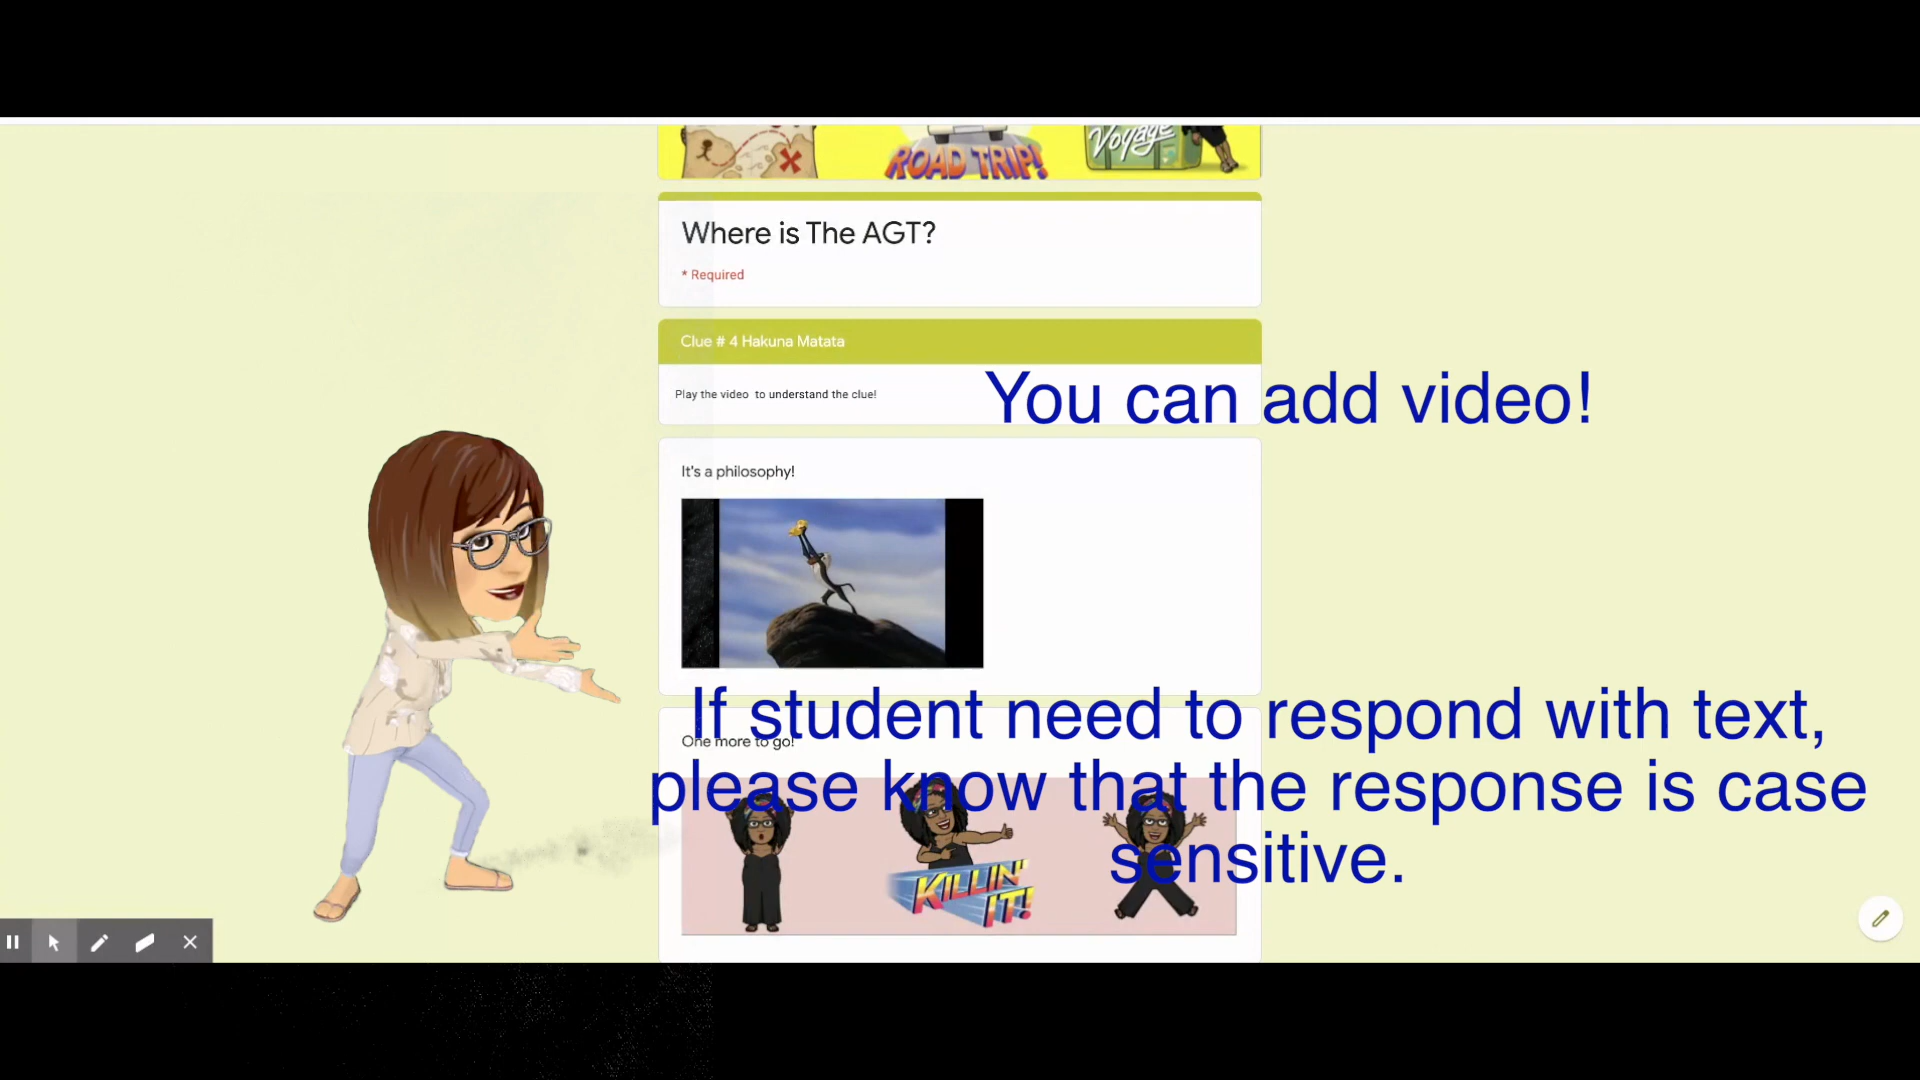 ROAD TRIP!
Voyage
Where is The AGT?
* Required
Clue # 4 Hakuna Matata
Play the video  to understand the clue!
You can add video!
It's a philosophy!
If student need to respond with text,
One more to go!
please know that the response is case
sensitive.
KILLIN'
IT!